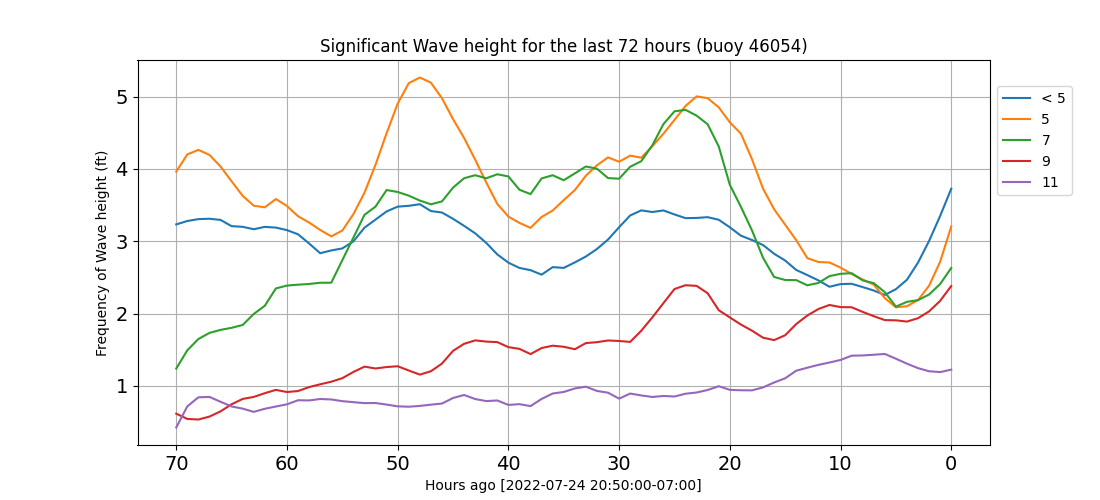 Significant Wave height for the last 72 hours (buoy 46054)
Frequency of Wave height (ft)
5
4
3
2
1
70 60 50 40 30 20 10 0
Hours ago [2022-07-24 20:50:00-07:00]
< 5
5
7
9
11